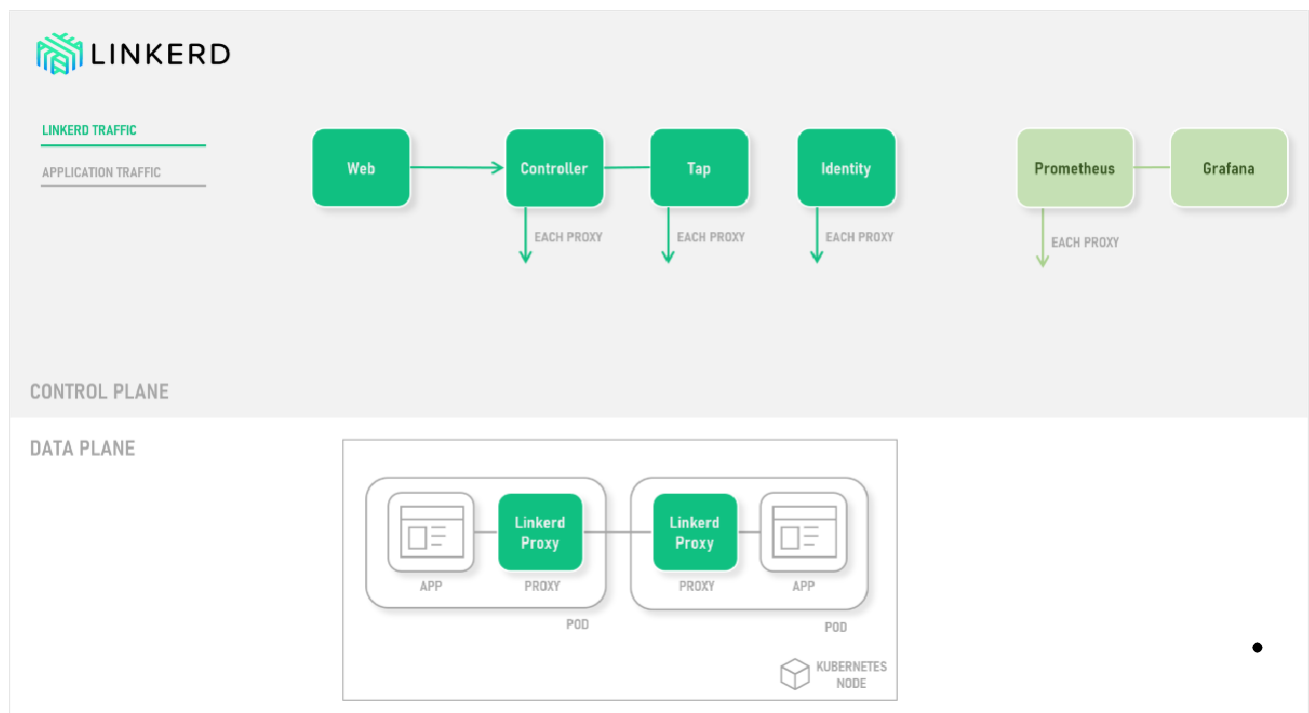 LINKERD
LINKERD TRAFFIC
APPLICATION TRAFFIC
Web
Controller
Tap
Identity
Prometheus
Grafana
EACH PROXY
EACH PROXY
EACH PROXY
EACH PROXY
CONTROL PLANE
DATA PLANE
Linkerd
Proxy
Linkerd
Proxy
APP
PROXY
PROXY
APP
POD
POD
KUBERNETES
NODE